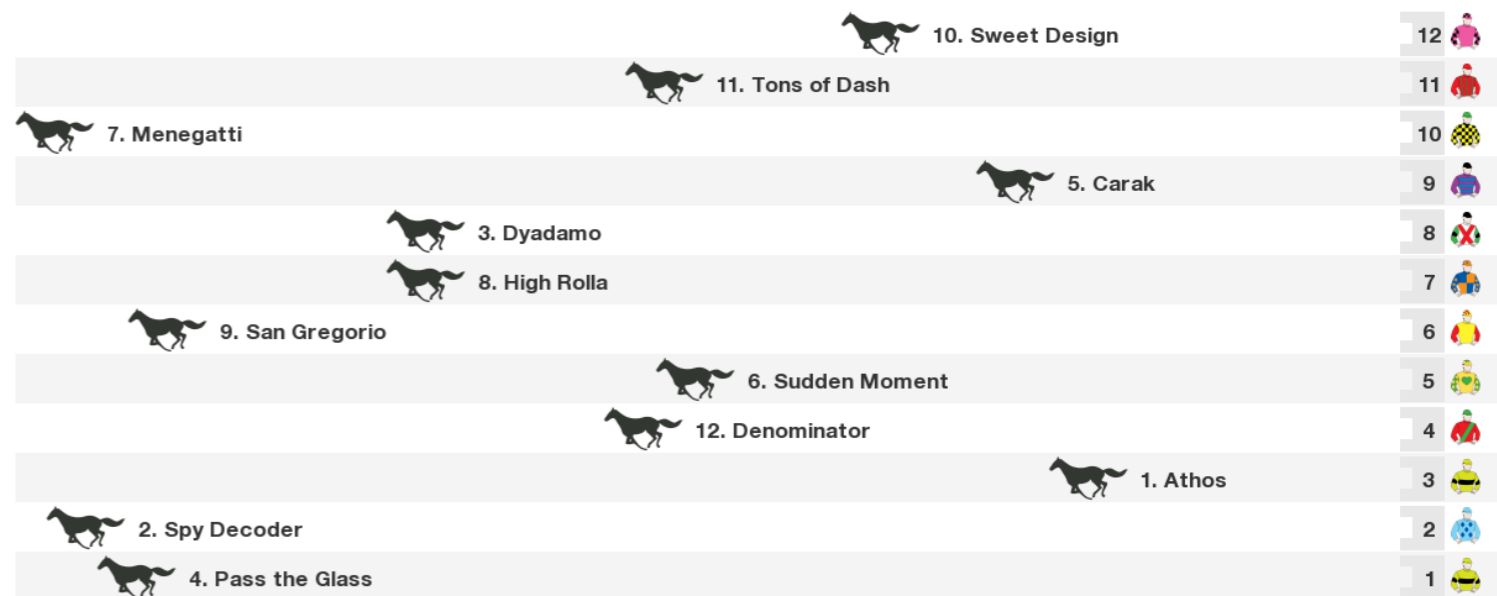 10. Sweet Design 12
11. Tons of Dash 11
7. Menegatti 10
5. Carak 9
3. Dyadamo 8
8. High Rolla 7
9. San Gregorio 6
6. Sudden Moment 5
12. Denominator 4
1. Athos 3
2. Spy Decoder 2
4. Pass the Glass 1